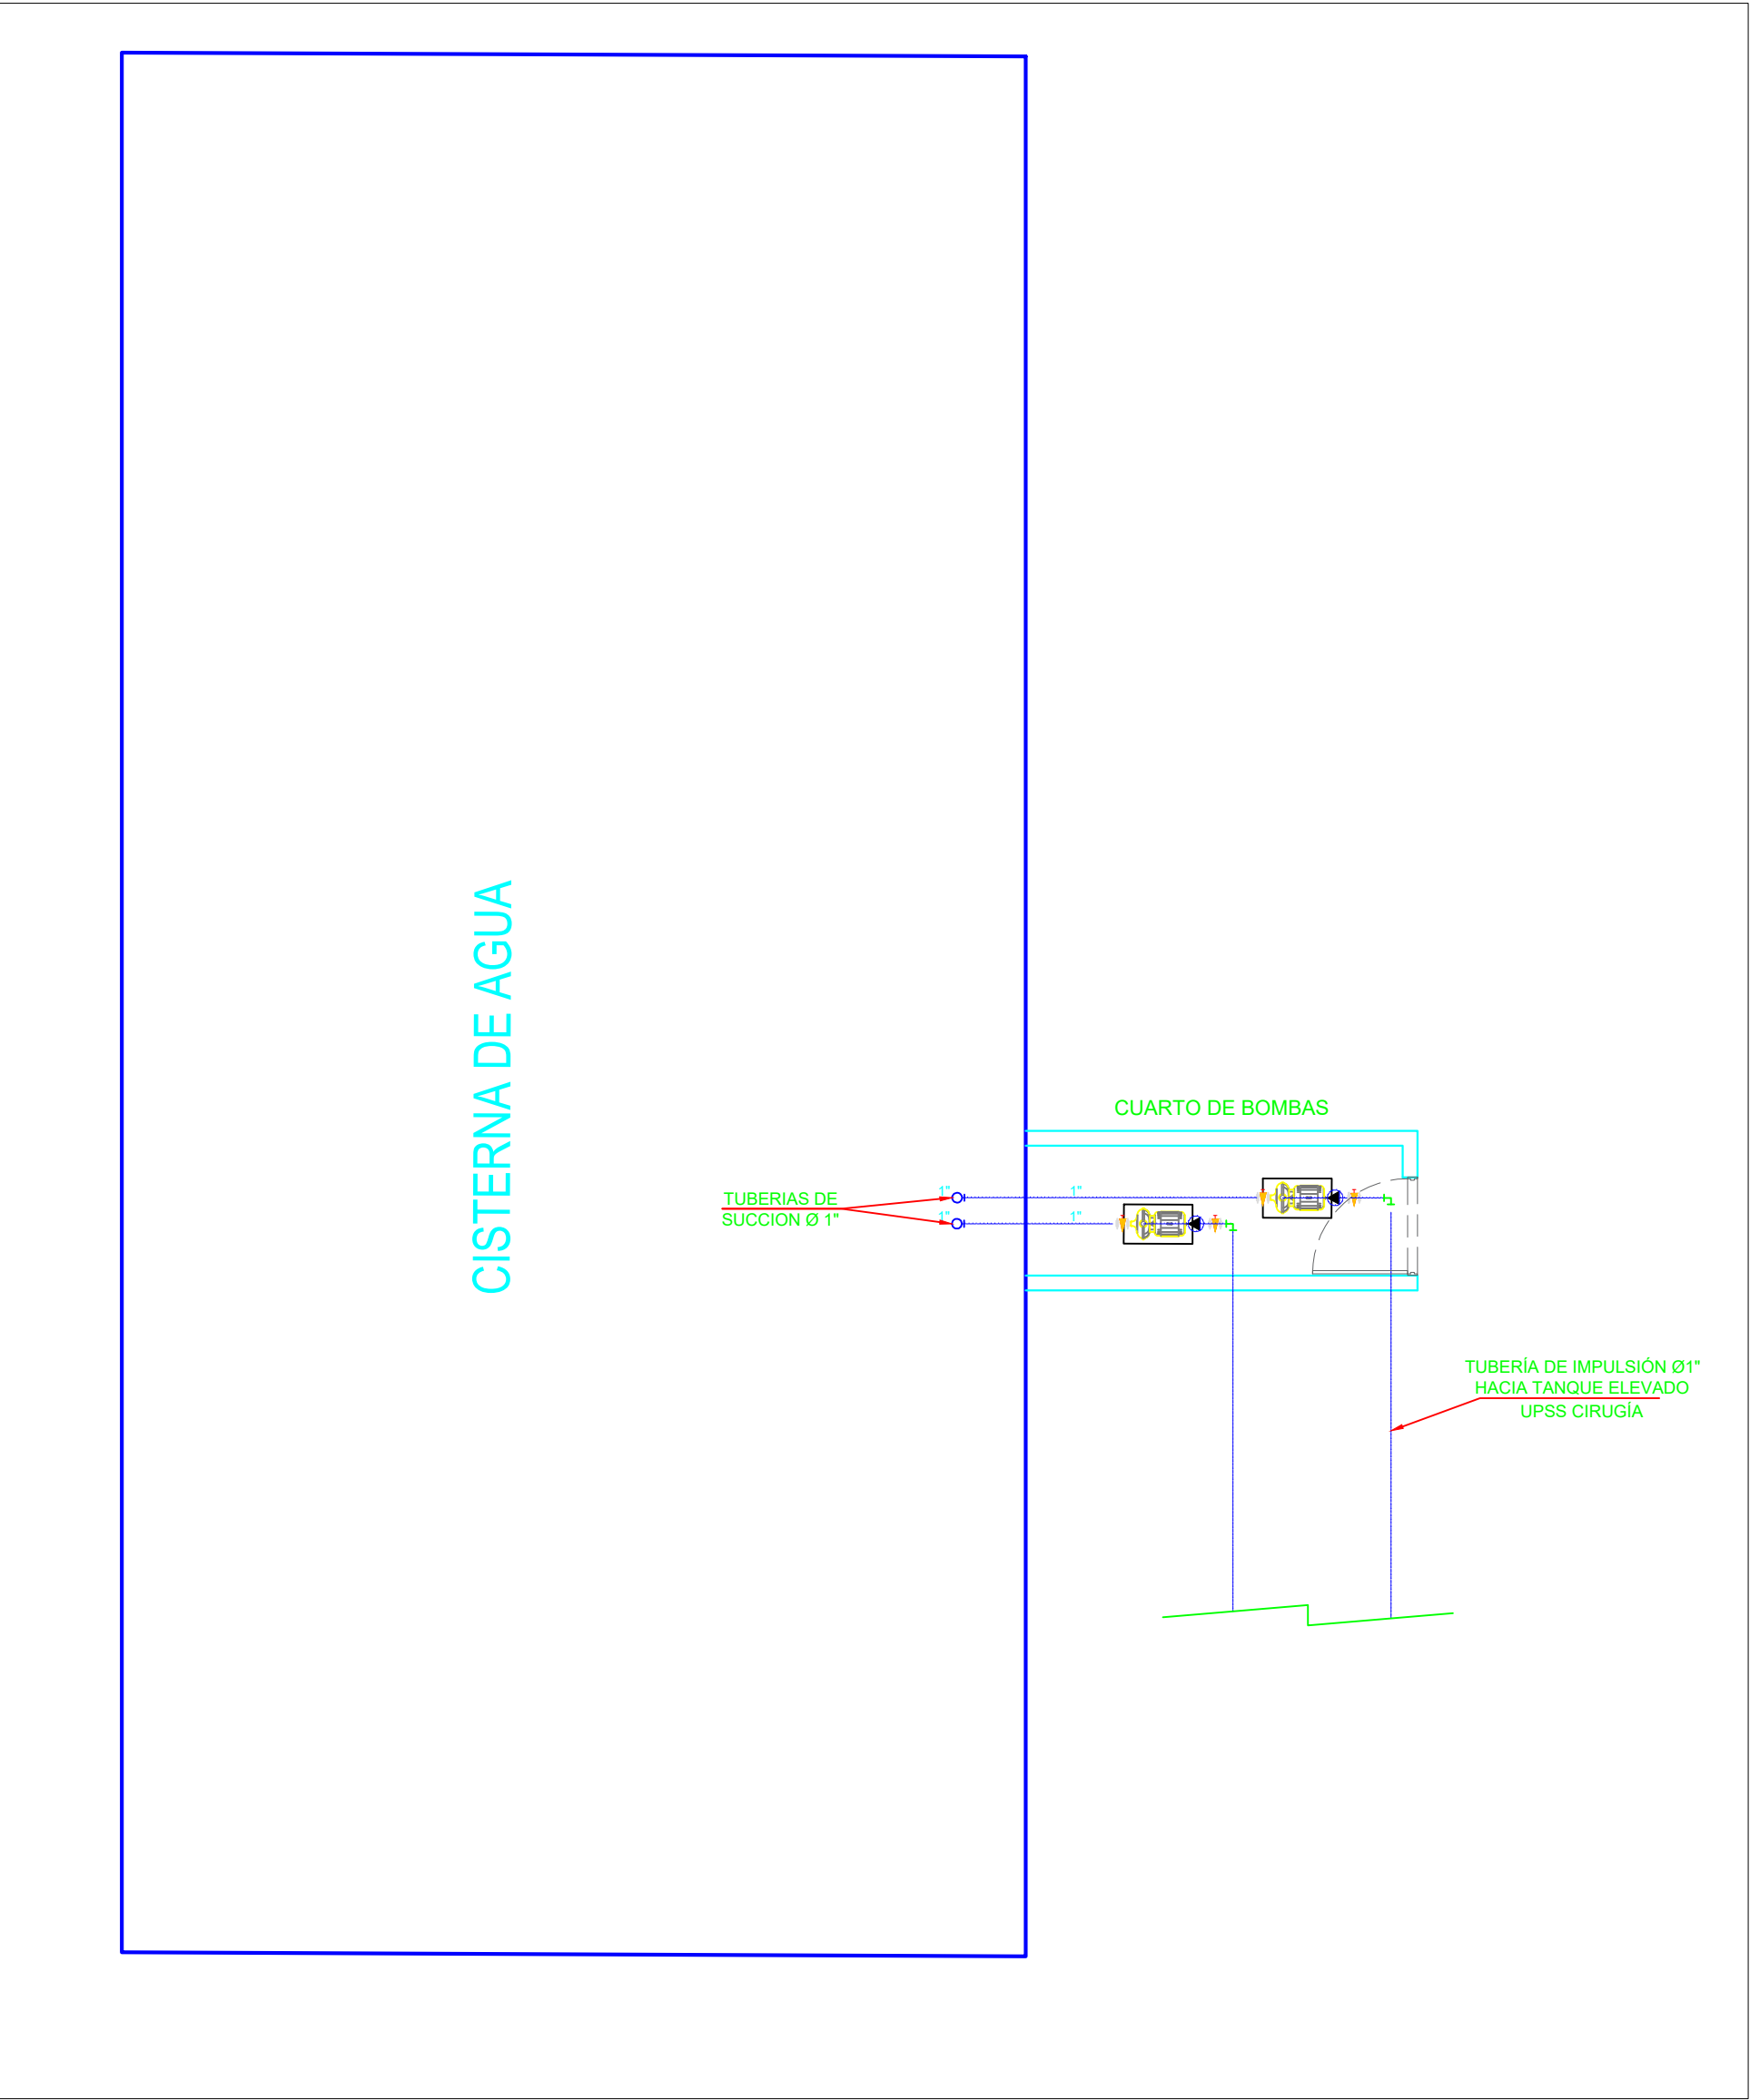 CISTERNA DE AGUA
CUARTO DE BOMBAS
1"
1"
TUBERIAS DE
SUCCION Ø 1"
1"
1"
TUBERÍA DE IMPULSIÓN Ø1"
HACIA TANQUE ELEVADO
UPSS CIRUGÍA